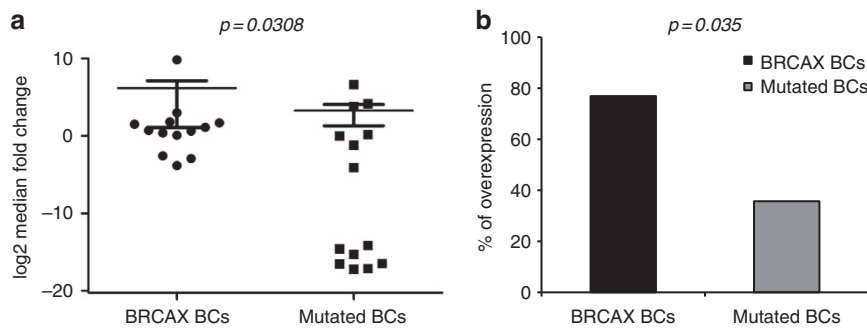 a
p=0.0308
log2 median fold change
10
0
−10
−20
BRCAX BCs
Mutated BCs
b
p=0.035
% of overexpression
100
80
60
40
20
0
BRCAX BCs
Mutated BCs
BRCAX BCs
Mutated BCs